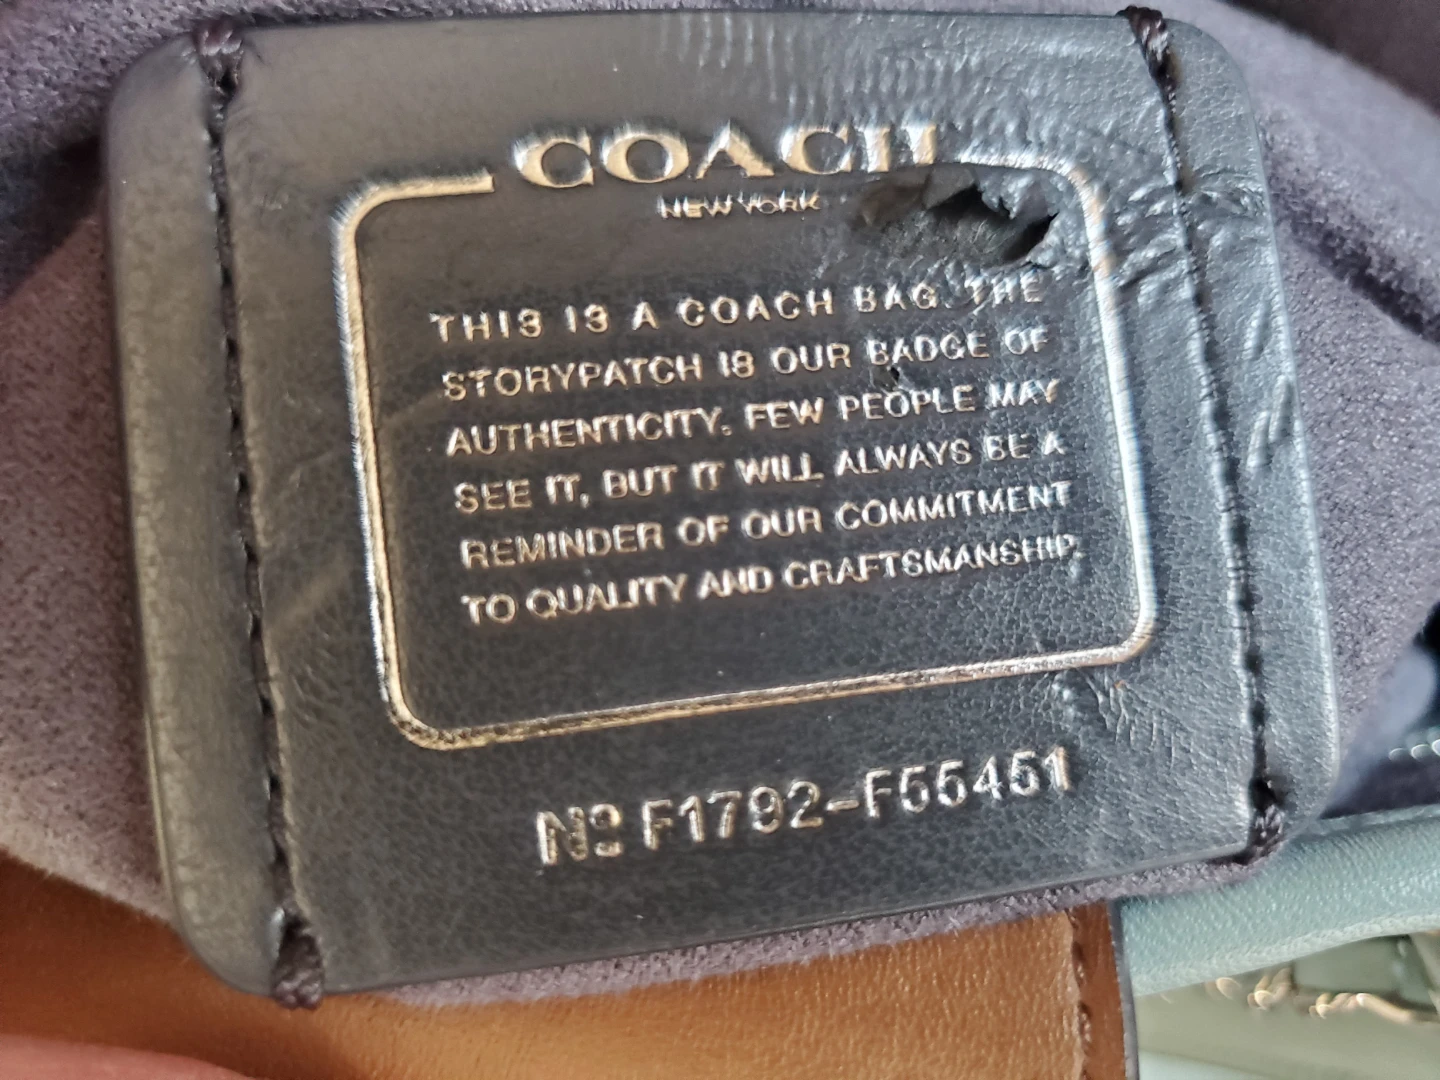 COACH
NEW YORK
THIS IS A COACH BAG. THE
STORYPATCH IS OUR BADGE OF
AUTHENTICITY. FEW PEOPLE MAY
SEE IT, BUT IT WILL ALWAYS BE A
REMINDER OF OUR COMMITMENT
TO QUALITY AND CRAFTSMANSHIP.
Nº F1792-F55451